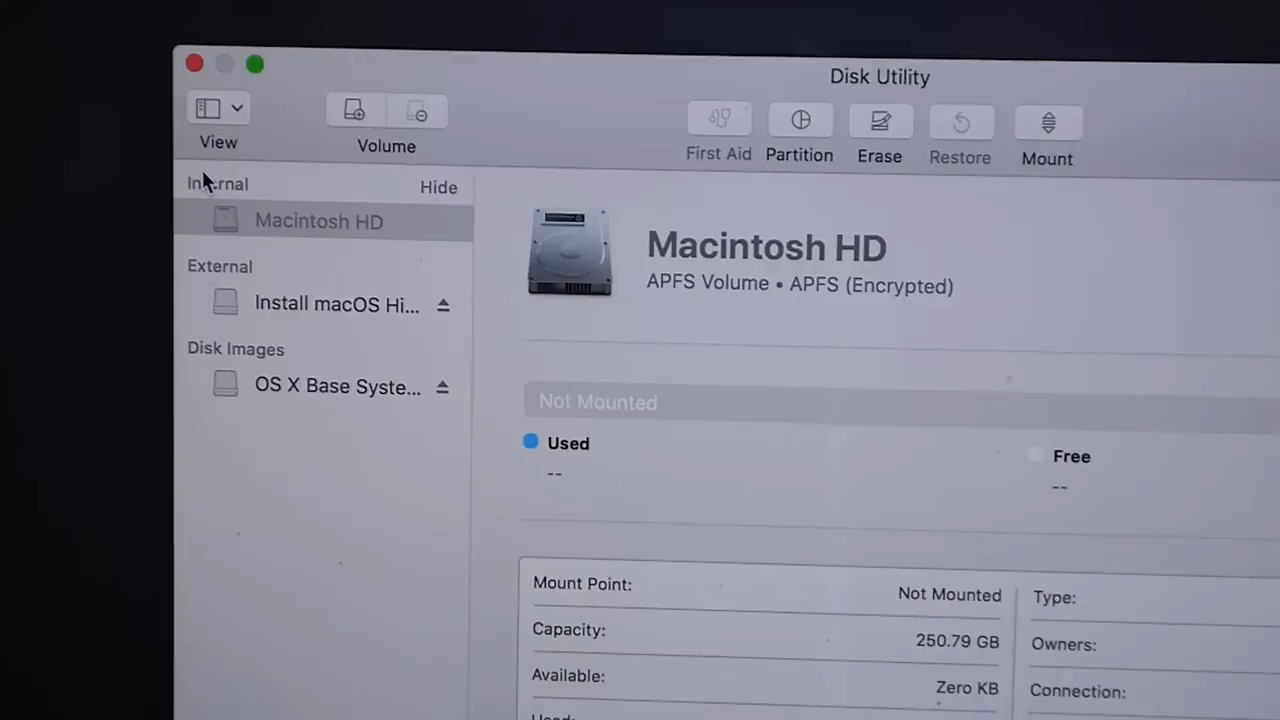 Disk Utility
View
Volume
First Aid
Partition
Erase
Restore
Mount
Internal
Hide
Macintosh HD
External
Install macOS Hi...
Disk Images
OS X Base Syste...
Macintosh HD
APFS Volume • APFS (Encrypted)
Not Mounted
Used
--
Free
--
Mount Point: Not Mounted
Capacity: 250.79 GB
Available: Zero KB
Used:
Type:
Owners:
Connection: